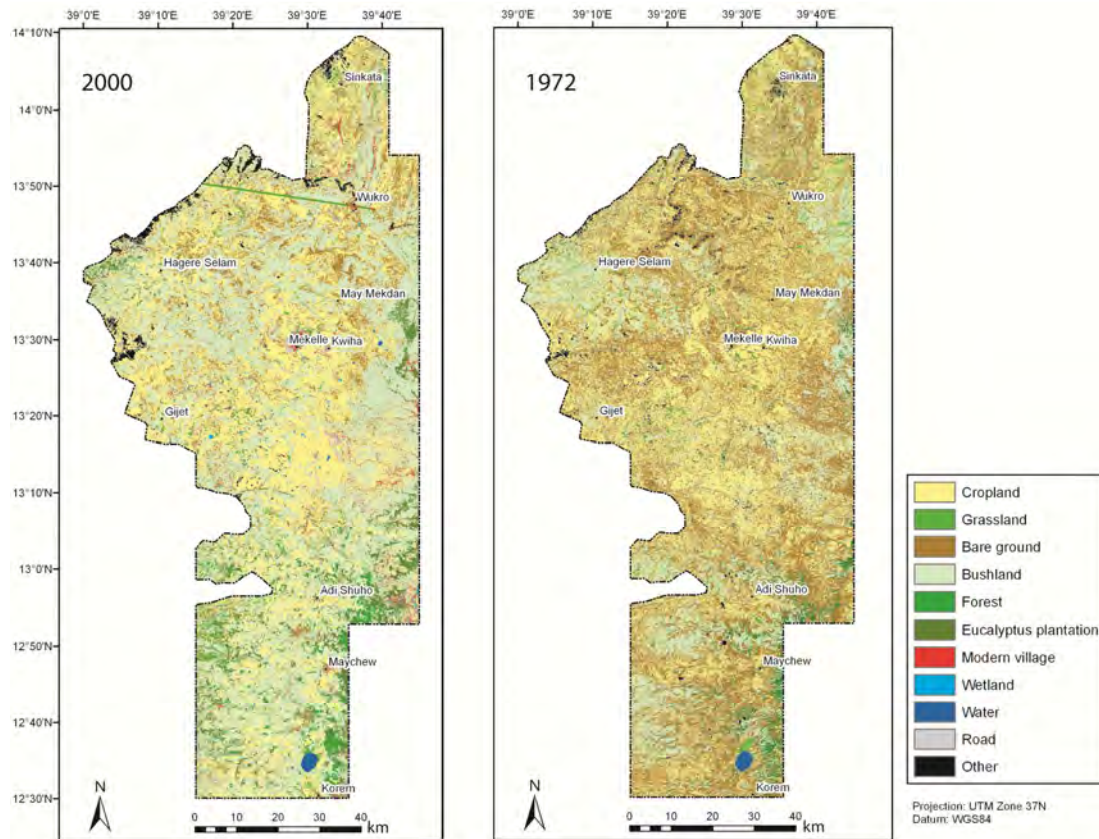 39°0'E 39°10'E 39°20'E 39°30'E 39°40'E
39°0'E 39°10'E 39°20'E 39°30'E 39°40'E
14°10'N
14°0'N
13°50'N
13°40'N
13°30'N
13°20'N
13°10'N
13°0'N
12°50'N
12°40'N
12°30'N
2000
Sinkata
Wukro
Hagere Selam
May Mekdan
Mekelle Kwiha
Gijet
Adi Shuho
Maychew
Korem
N
0 10 20 40
km
1972
Sinkata
Wukro
Hagere Selam
May Mekdan
Mekelle Kwiha
Gijet
Adi Shuho
Maychew
Korem
N
0 10 20 40
km
Cropland
Grassland
Bare ground
Bushland
Forest
Eucalyptus plantation
Modern village
Wetland
Water
Road
Other
Projection: UTM Zone 37N
Datum: WGS84